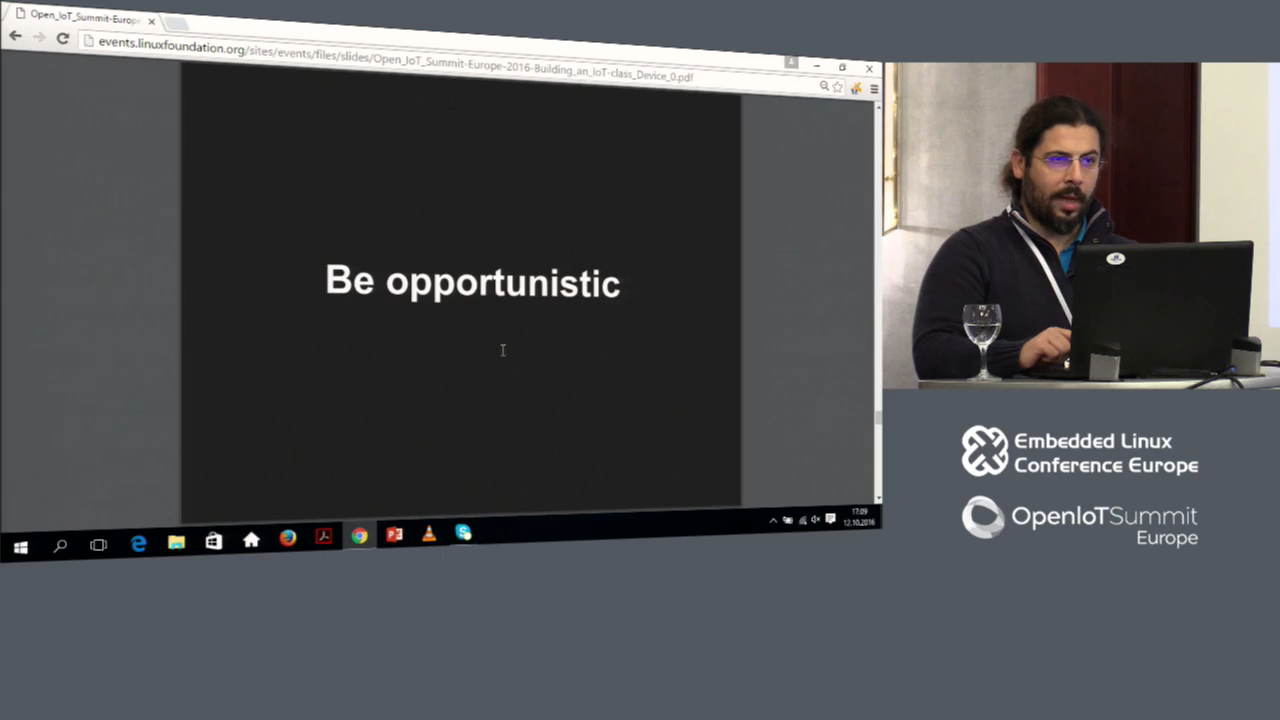 Open_IoT_Summit-Europe
events.linuxfoundation.org/sites/events/files/slides/Open_IoT_Summit-Europe-2016-Building_an_IoT-class_Device_0.pdf
Be opportunistic
17:09
12.10.2016
Embedded Linux
Conference Europe
OpenIoTSummit
Europe